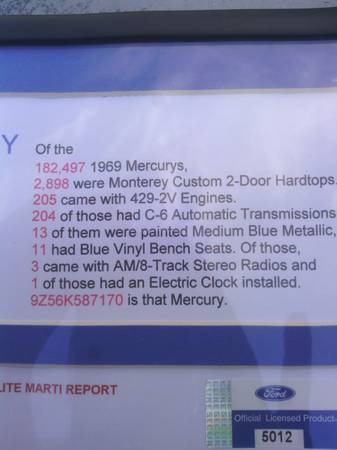 Y
Of the
182,497 1969 Mercurys,
2,898 were Monterey Custom 2-Door Hardtops.
205 came with 429-2V Engines.
204 of those had C-6 Automatic Transmissions
13 of them were painted Medium Blue Metallic,
11 had Blue Vinyl Bench Seats. Of those,
3 came with AM/8-Track Stereo Radios and
1 of those had an Electric Clock installed.
9Z56K587170 is that Mercury.
LITE MARTI REPORT
Ford
Official Licensed Product
5012